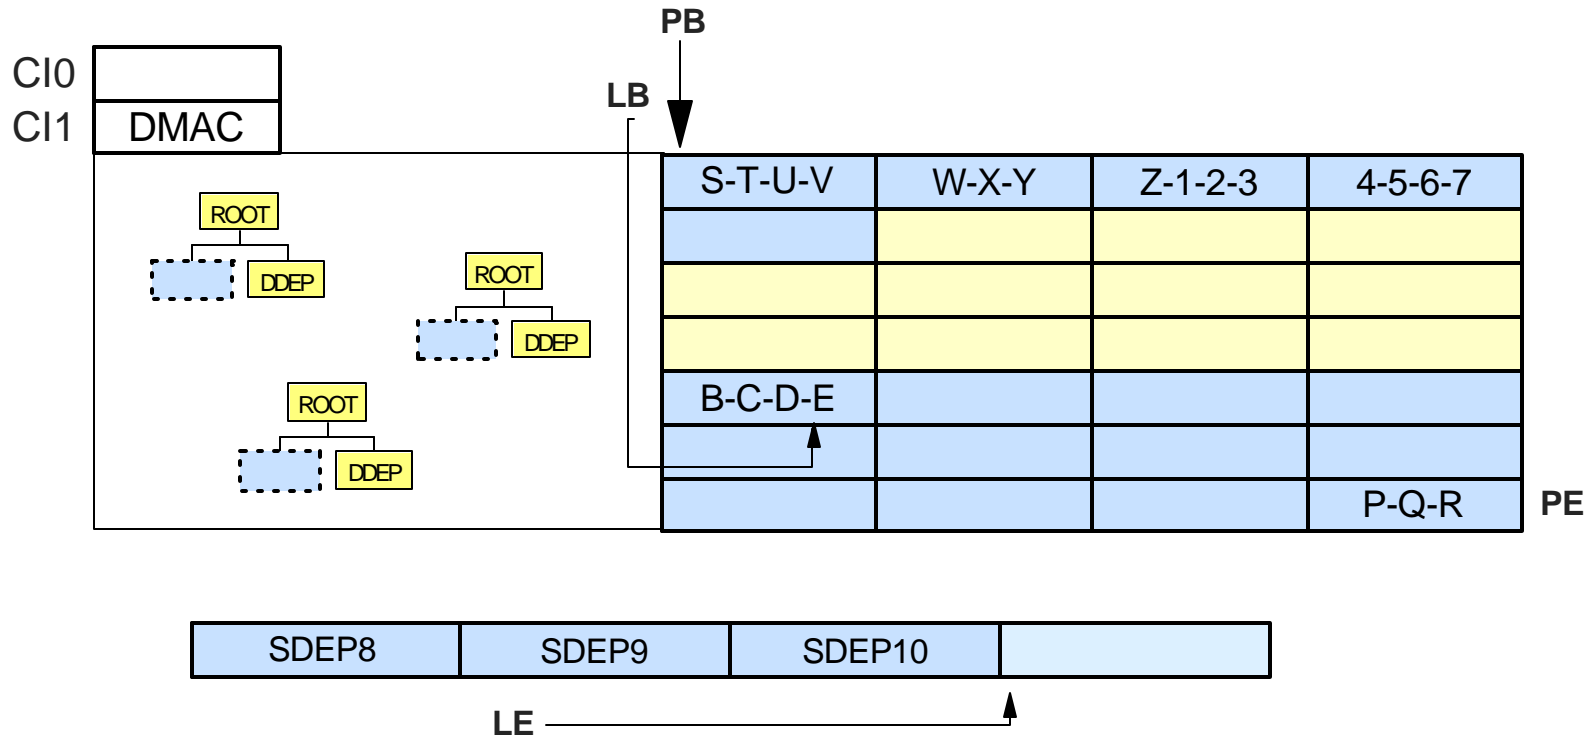 PB
CI0
LB
CI1 DMAC
S-T-U-V W-X-Y Z-1-2-3 4-5-6-7
ROOT
DDEP
ROOT
DDEP
ROOT
DDEP
B-C-D-E
P-Q-R PE
SDEP8 SDEP9 SDEP10
LE